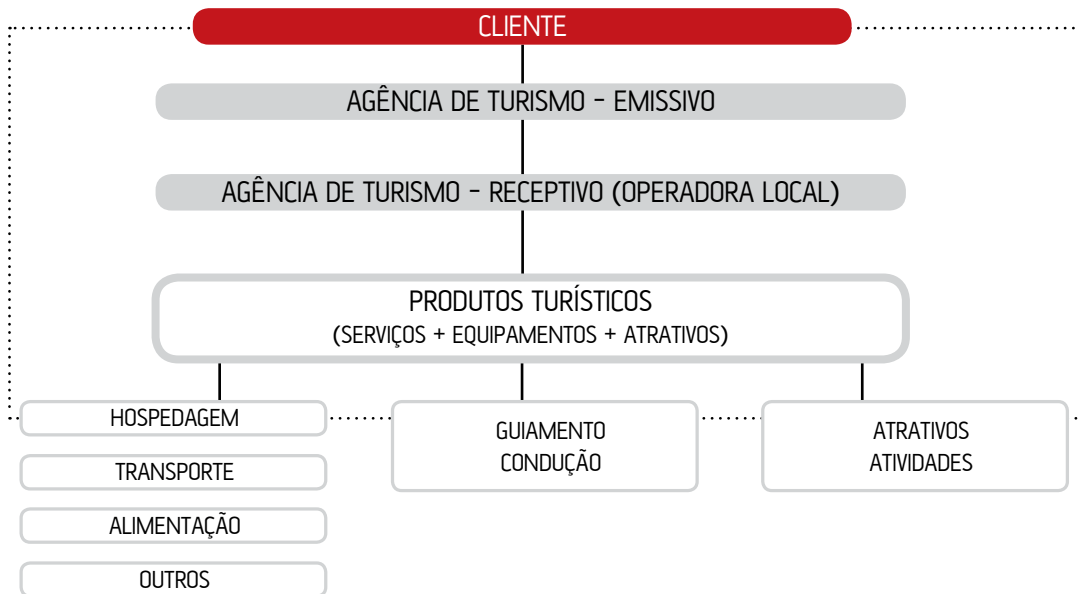 CLIENTE
AGÊNCIA DE TURISMO - EMISSIVO
AGÊNCIA DE TURISMO - RECEPTIVO (OPERADORA LOCAL)
PRODUTOS TURÍSTICOS
(SERVIÇOS + EQUIPAMENTOS + ATRATIVOS)
HOSPEDAGEM
TRANSPORTE
ALIMENTAÇÃO
OUTROS
GUIAMENTO
CONDUÇÃO
ATRATIVOS
ATIVIDADES